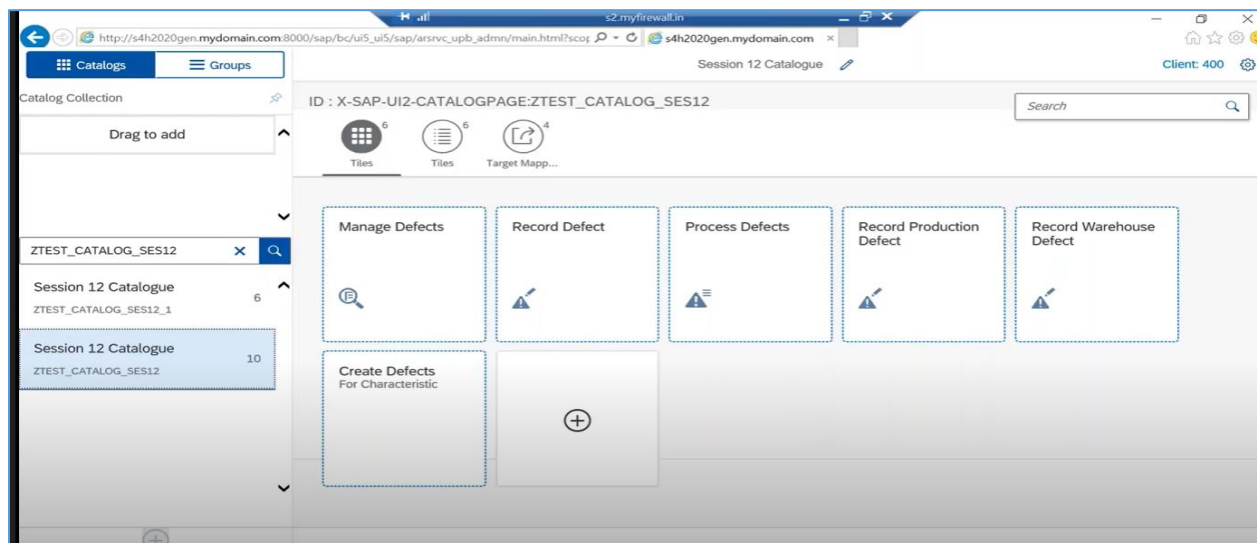 s2.myfirewall.in
http://s4h2020gen.mydomain.com:8000/sap/bc/ui5_ui5/sap/arsrvc_upb_admn/main.html?scop
s4h2020gen.mydomain.com
Catalogs
Groups
Session 12 Catalogue
Client: 400
Catalog Collection
Drag to add
ID : X-SAP-UI2-CATALOGPAGE:ZTEST_CATALOG_SES12
Search
6
6
4
Tiles
Tiles
Target Mapp...
ZTEST_CATALOG_SES12
Session 12 Catalogue
6
ZTEST_CATALOG_SES12_1
Session 12 Catalogue
10
ZTEST_CATALOG_SES12
Manage Defects
Record Defect
Process Defects
Record Production
Defect
Record Warehouse
Defect
Create Defects
For Characteristic